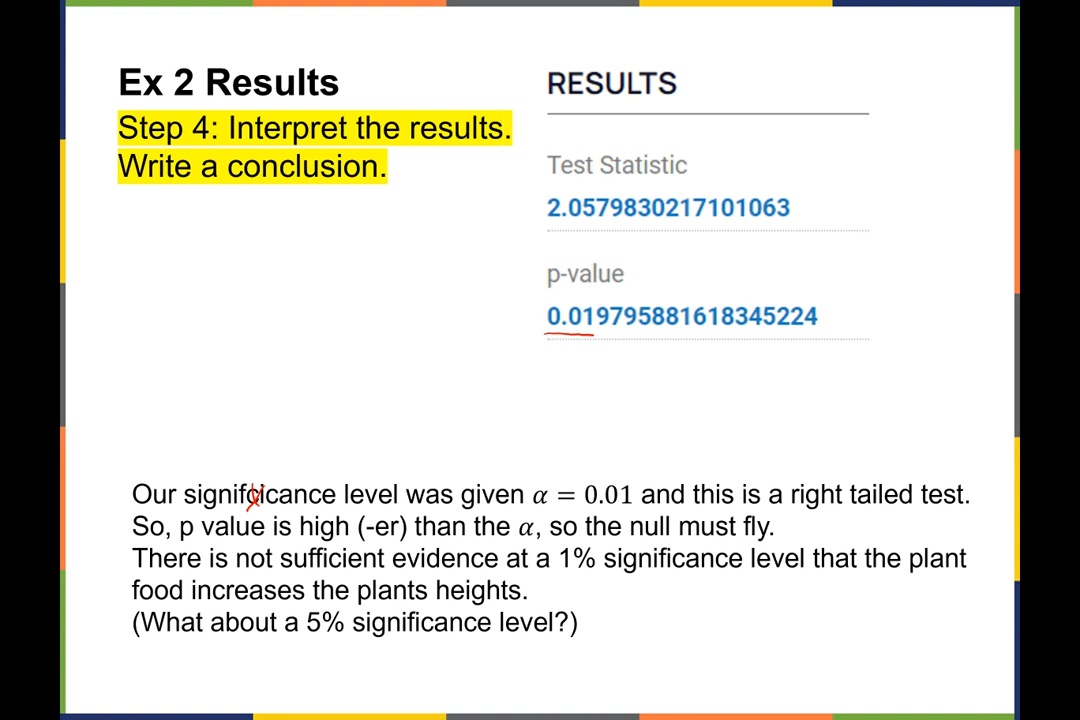 Ex 2 Results
Step 4: Interpret the results.
Write a conclusion.
RESULTS
Test Statistic
2.0579830217101063
p-value
0.019795881618345224
Our signifcicance level was given α = 0.01 and this is a right tailed test.
So, p value is high (-er) than the α, so the null must fly.
There is not sufficient evidence at a 1% significance level that the plant
food increases the plants heights.
(What about a 5% significance level?)